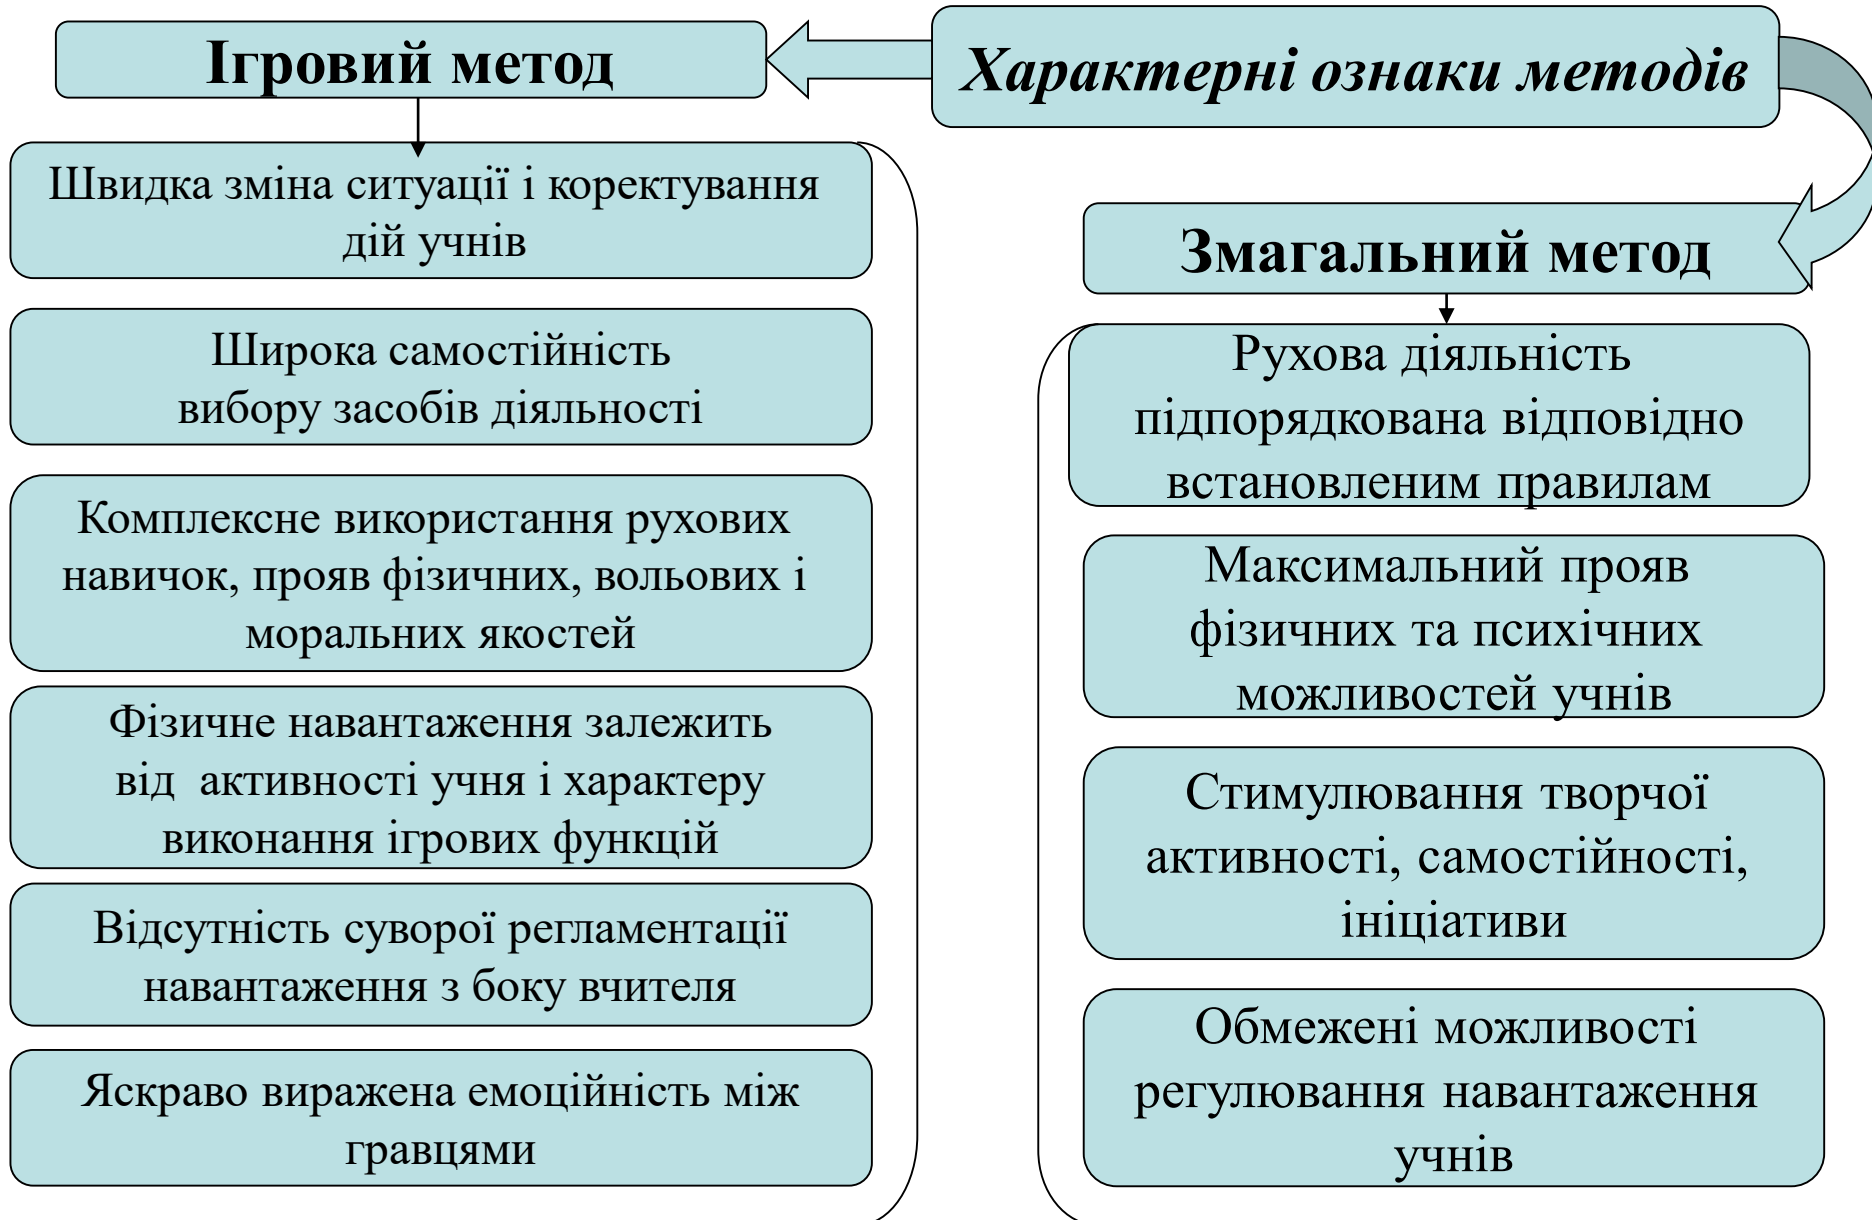 Характерні ознаки методів
Ігровий метод
Швидка зміна ситуації і коректування
дій учнів
Широка самостійність
вибору засобів діяльності
Комплексне використання рухових
навичок, прояв фізичних, вольових і
моральних якостей
Фізичне навантаження залежить
від  активності учня і характеру
виконання ігрових функцій
Відсутність суворої регламентації
навантаження з боку вчителя
Яскраво виражена емоційність між
гравцями
Змагальний метод
Рухова діяльність
підпорядкована відповідно
встановленим правилам
Максимальний прояв
фізичних та психічних
можливостей учнів
Стимулювання творчої
активності, самостійності,
ініціативи
Обмежені можливості
регулювання навантаження
учнів